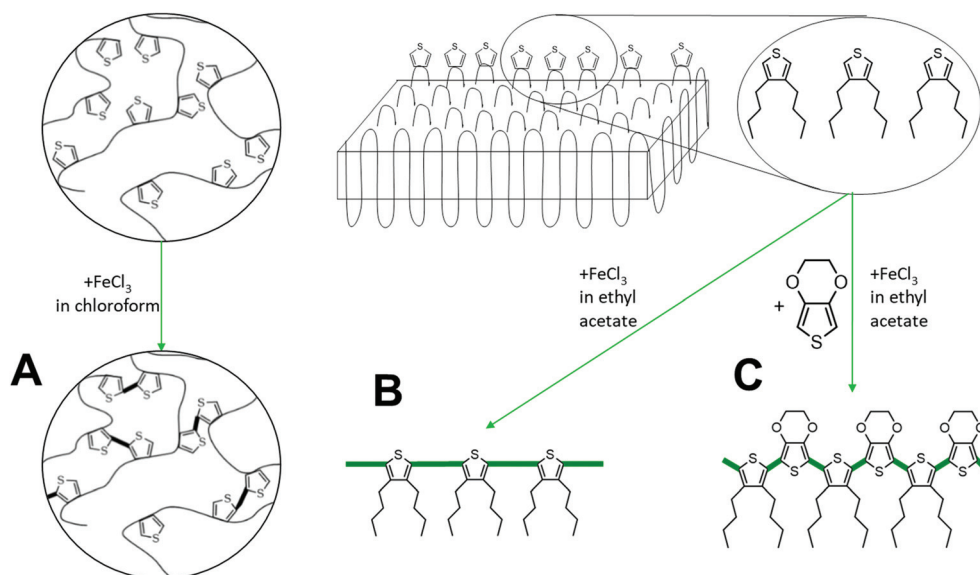 S S
S
S S S
S
S S
S
S S S S S S S S
S S S
+FeCl3
in chloroform
+FeCl3
in ethyl
acetate
+
O O
S
+FeCl3
in ethyl
acetate
A
B
C
S S
S
S S S
S
S S
S
S S S
O O O O O O
S S S
S S S